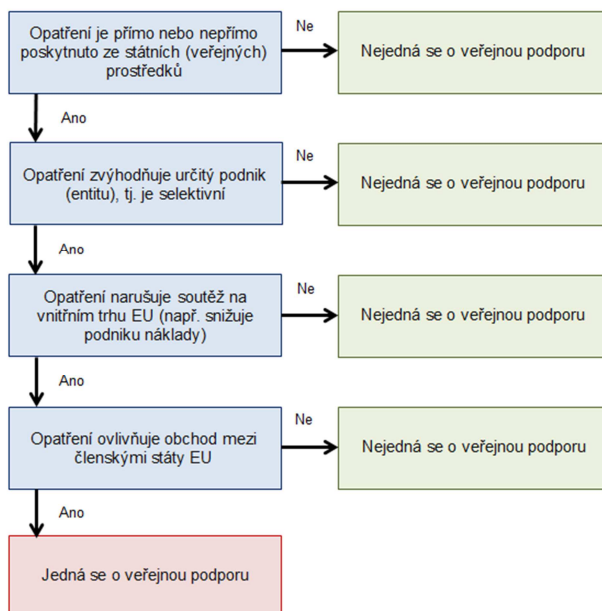 Opatření je přímo nebo nepřímo
poskytnuto ze státních (veřejných)
prostředků
Ne
Nejedná se o veřejnou podporu
Ano
Opatření zvýhodňuje určitý podnik
(entitu), tj. je selektivní
Ne
Nejedná se o veřejnou podporu
Ano
Opatření narušuje soutěž na
vnitřním trhu EU (např. snižuje
podniku náklady)
Ne
Nejedná se o veřejnou podporu
Ano
Opatření ovlivňuje obchod mezi
členskými státy EU
Ne
Nejedná se o veřejnou podporu
Ano
Jedná se o veřejnou podporu